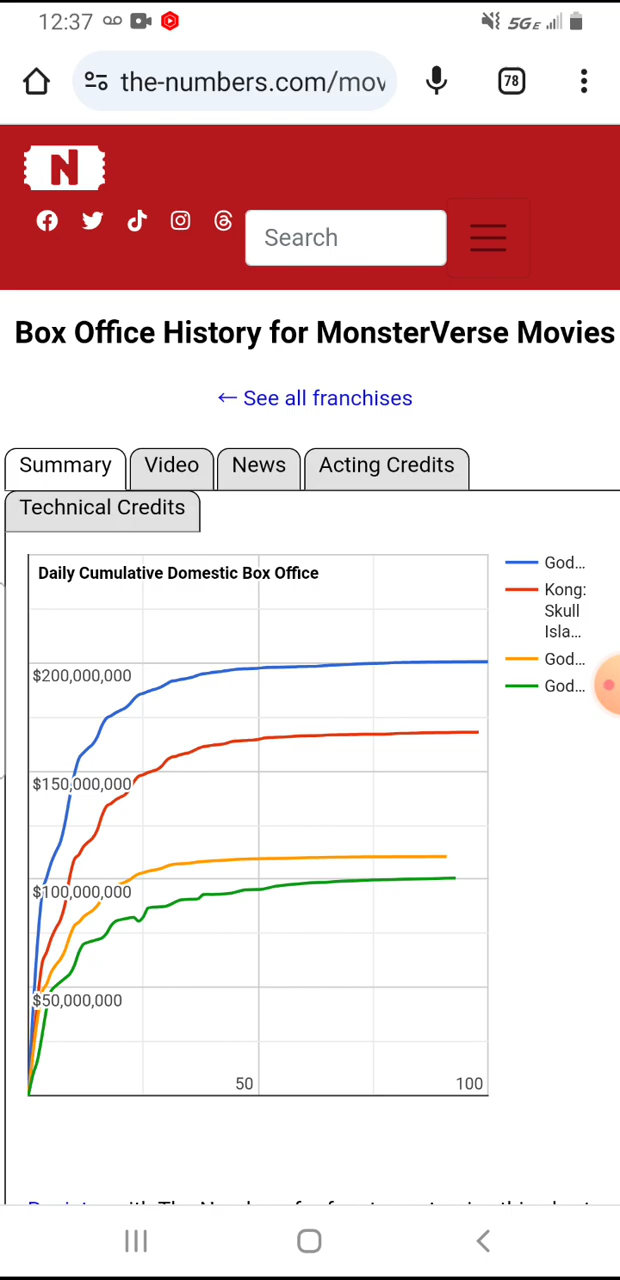 12:37
5GE
the-numbers.com/mov
78
N
Search
Box Office History for MonsterVerse Movies
← See all franchises
Summary
Video
News
Acting Credits
Technical Credits
Daily Cumulative Domestic Box Office
God...
Kong:
Skull
Isla...
God...
God...
$200,000,000
$150,000,000
$100,000,000
$50,000,000
50
100